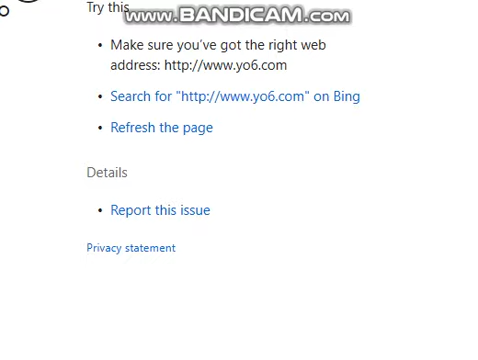 Try this
www.BANDICAM.com
• Make sure you've got the right web
address: http://www.yo6.com
• Search for "http://www.yo6.com" on Bing
• Refresh the page
Details
• Report this issue
Privacy statement